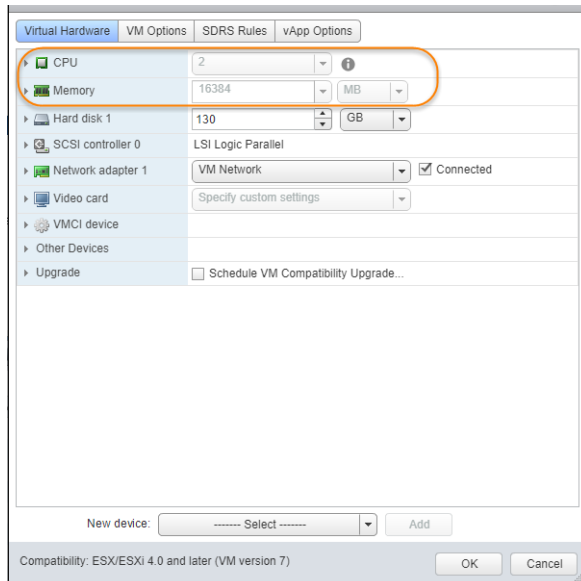 Virtual Hardware VM Options SDRS Rules vApp Options
CPU 2
Memory 16384 MB
Hard disk 1 130 GB
SCSI controller 0 LSI Logic Parallel
Network adapter 1 VM Network Connected
Video card Specify custom settings
VMCI device
Other Devices
Upgrade Schedule VM Compatibility Upgrade...
New device: ------- Select ------- Add
Compatibility: ESX/ESXi 4.0 and later (VM version 7) OK Cancel